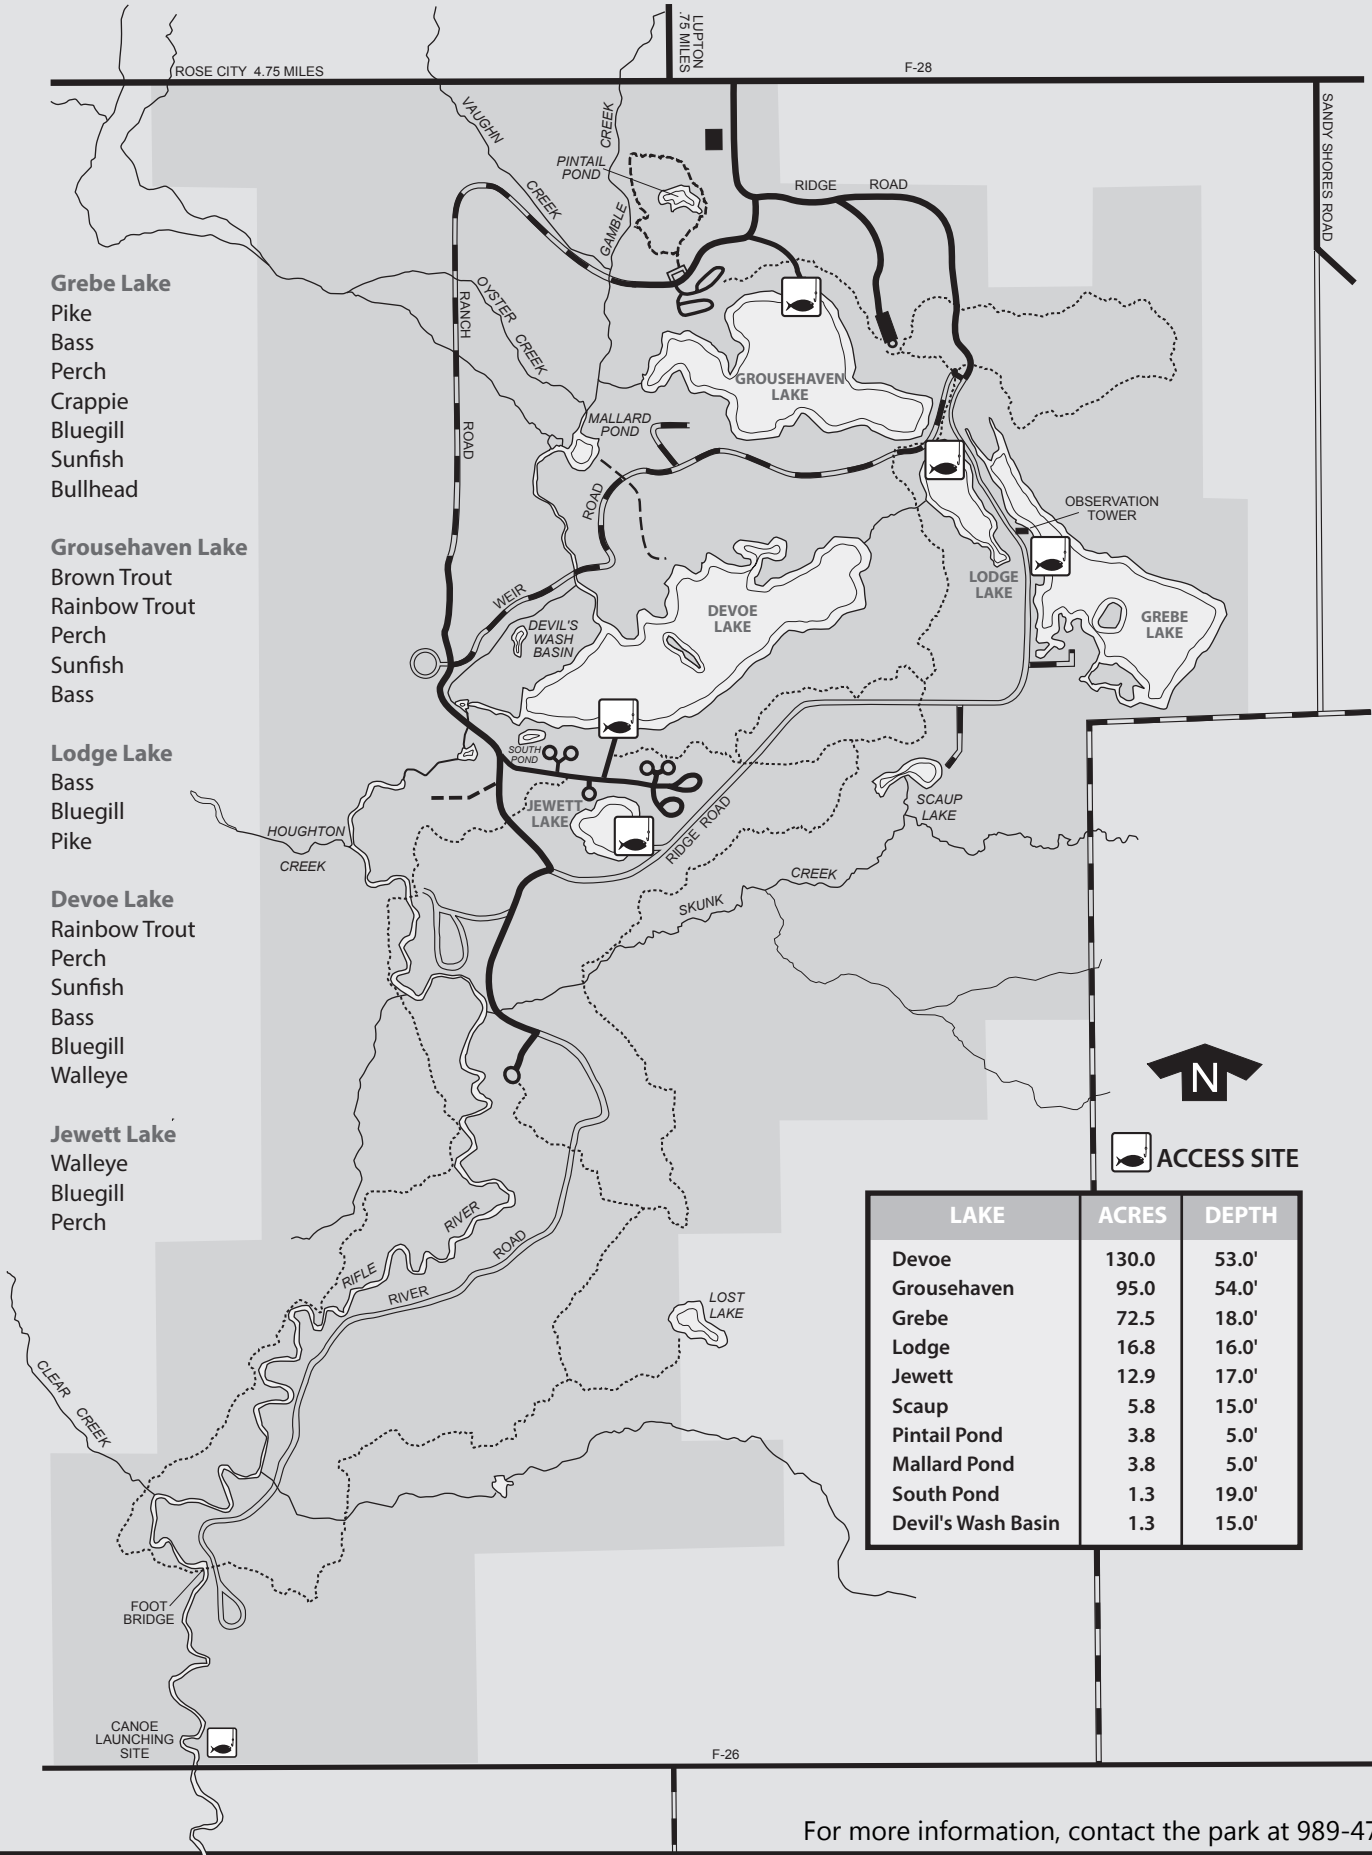 LUPTON
.75 MILES
ROSE CITY 4.75 MILES
F-28
SANDY SHORES ROAD
VAUGHN
CREEK
GAMBLE
CREEK
PINTAIL
POND
RIDGE ROAD
RANCH
ROAD
OYSTER
CREEK
GROUSEHAVEN
LAKE
MALLARD
POND
ROAD
WEIR
OBSERVATION
TOWER
LODGE
LAKE
GREBE
LAKE
DEVOE
LAKE
DEVIL'S
WASH
BASIN
SOUTH
POND
JEWETT
LAKE
RIDGE ROAD
SCAUP
LAKE
HOUGHTON
CREEK
SKUNK
CREEK
RIVER
RIFLE
RIVER
ROAD
LOST
LAKE
CLEAR
CREEK
FOOT
BRIDGE
CANOE
LAUNCHING
SITE
F-26
Grebe Lake
Pike
Bass
Perch
Crappie
Bluegill
Sunfish
Bullhead
Grousehaven Lake
Brown Trout
Rainbow Trout
Perch
Sunfish
Bass
Lodge Lake
Bass
Bluegill
Pike
Devoe Lake
Rainbow Trout
Perch
Sunfish
Bass
Bluegill
Walleye
Jewett Lake
Walleye
Bluegill
Perch
N
ACCESS SITE
LAKE ACRES DEPTH
Devoe 130.0 53.0'
Grousehaven 95.0 54.0'
Grebe 72.5 18.0'
Lodge 16.8 16.0'
Jewett 12.9 17.0'
Scaup 5.8 15.0'
Pintail Pond 3.8 5.0'
Mallard Pond 3.8 5.0'
South Pond 1.3 19.0'
Devil's Wash Basin 1.3 15.0'
For more information, contact the park at 989-47